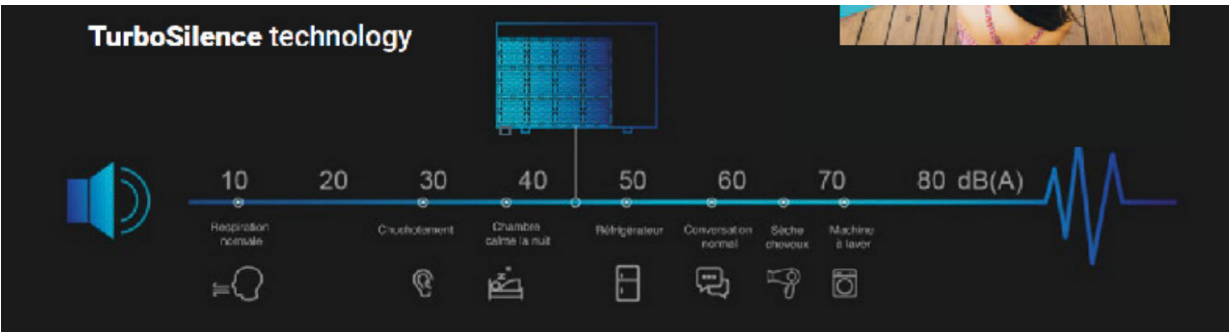 TurboSilence technology
10 20 30 40 50 60 70 80 dB(A)
Respiration
normale
Chuchotement
Chambre
calme la nuit
Réfrigérateur
Conversation
normal
Sèche
cheveux
Machine
à laver